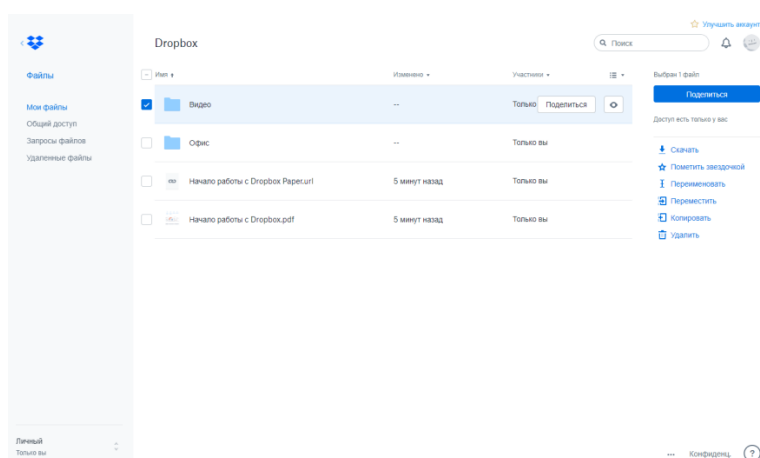 Улучшить аккаунт
Dropbox
Поиск
Файлы
Мои файлы
Общий доступ
Запросы файлов
Удаленные файлы
Имя
Изменено
Участники
Видео
--
Только
Поделиться
Офис
--
Только вы
Начало работы с Dropbox Paper.url
5 минут назад
Только вы
Начало работы с Dropbox.pdf
5 минут назад
Только вы
Выбран 1 файл
Поделиться
Доступ есть только у вас
Скачать
Пометить звездочкой
Переименовать
Переместить
Копировать
Удалить
Личный
Только вы
... Конфиденц. ?